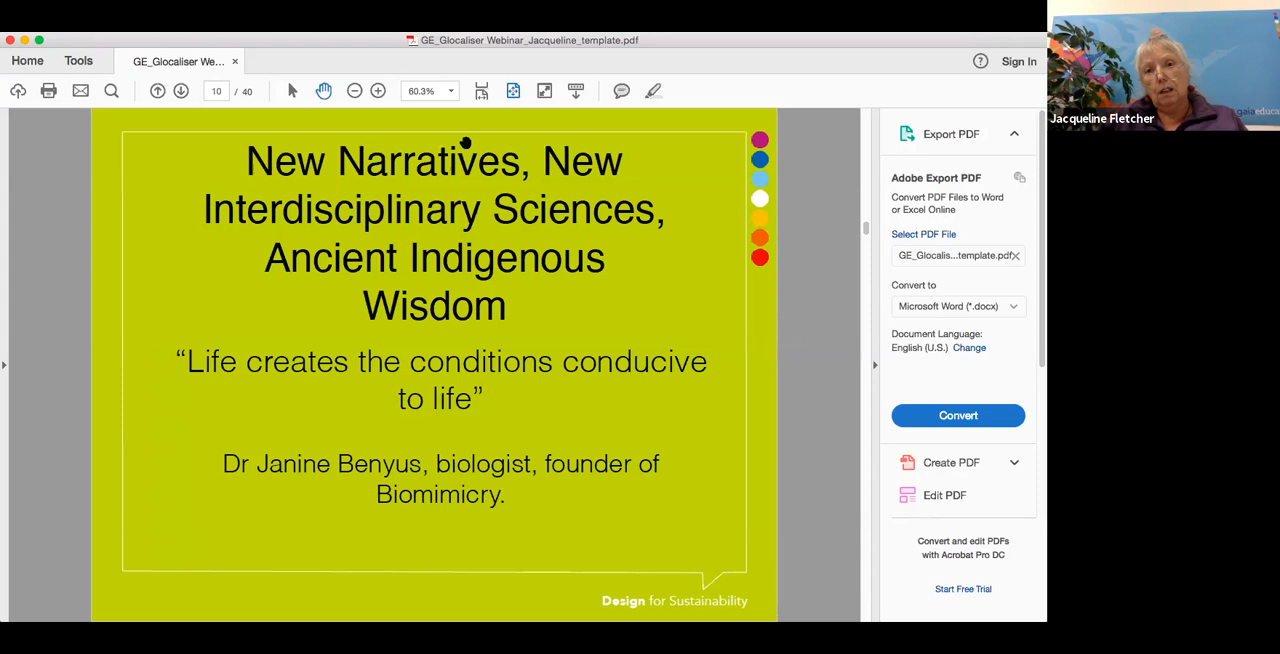 GE_Glocaliser Webinar_Jacqueline_template.pdf
Home Tools GE_Glocaliser We... × ? Sign In
10 / 40 60.3%
New Narratives, New
Interdisciplinary Sciences,
Ancient Indigenous
Wisdom
“Life creates the conditions conducive
to life”
Dr Janine Benyus, biologist, founder of
Biomimicry.
Design for Sustainability
Export PDF
Adobe Export PDF
Convert PDF Files to Word
or Excel Online
Select PDF File
GE_Glocalis...template.pdf
Convert to
Microsoft Word (*.docx)
Document Language:
English (U.S.) Change
Convert
Create PDF
Edit PDF
Convert and edit PDFs
with Acrobat Pro DC
Start Free Trial
gaiaeduca
Jacqueline Fletcher